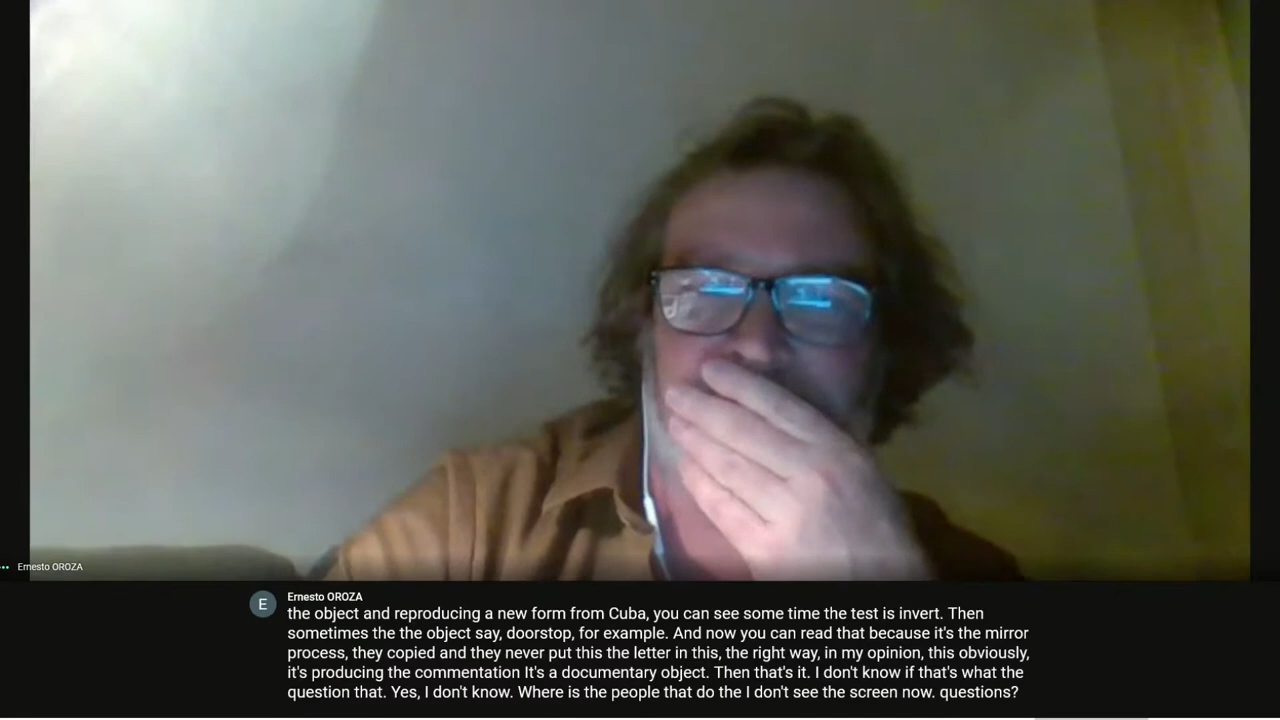 Ernesto OROZA
E
Ernesto OROZA
the object and reproducing a new form from Cuba, you can see some time the test is invert. Then
sometimes the the object say, doorstop, for example. And now you can read that because it's the mirror
process, they copied and they never put this the letter in this, the right way, in my opinion, this obviously,
it's producing the commentation It's a documentary object. Then that's it. I don't know if that's what the
question that. Yes, I don't know. Where is the people that do the I don't see the screen now. questions?